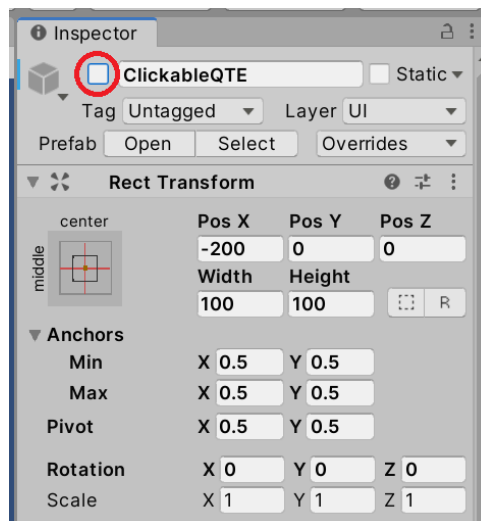 Inspector
ClickableQTE Static
Tag Untagged Layer UI
Prefab Open Select Overrides
Rect Transform
center Pos X Pos Y Pos Z
middle -200 0 0
Width Height
100 100 R
Anchors
Min X 0.5 Y 0.5
Max X 0.5 Y 0.5
Pivot X 0.5 Y 0.5
Rotation X 0 Y 0 Z 0
Scale X 1 Y 1 Z 1